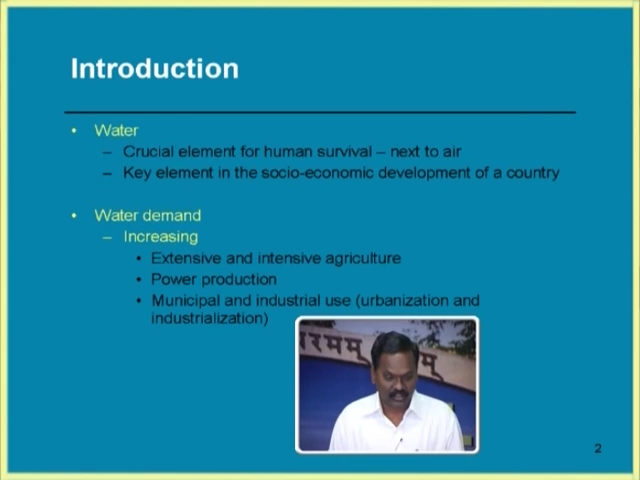 Introduction
• Water
– Crucial element for human survival – next to air
– Key element in the socio-economic development of a country
• Water demand
– Increasing
• Extensive and intensive agriculture
• Power production
• Municipal and industrial use (urbanization and
industrialization)
2